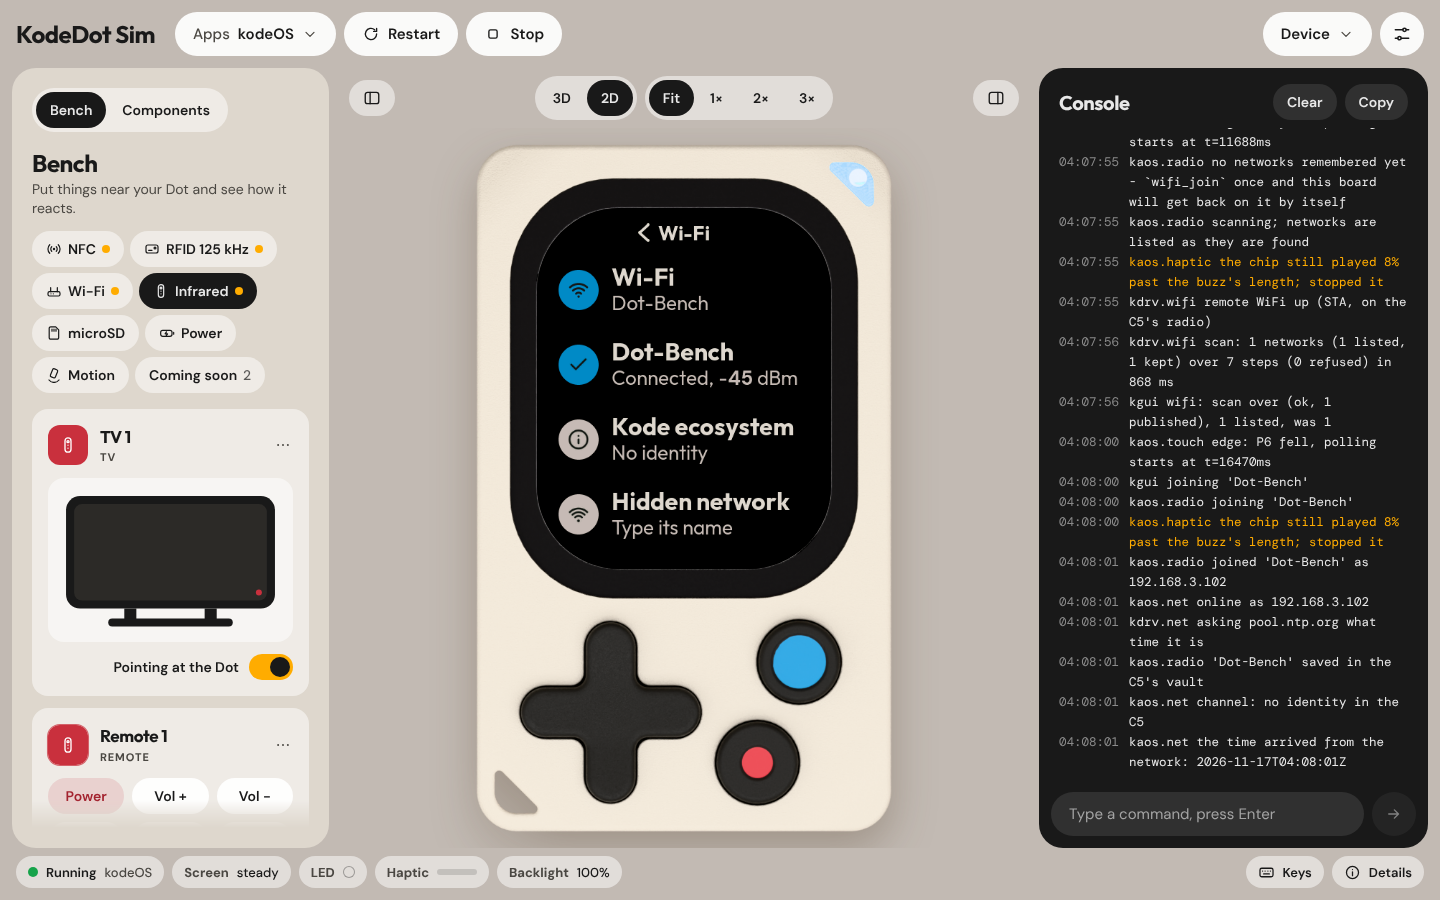 KodeDot Sim
Apps kodeOS
Restart
Stop
Device
Bench
Components
Bench
Put things near your Dot and see how it
reacts.
NFC
RFID 125 kHz
Wi-Fi
Infrared
microSD
Power
Motion
Coming soon 2
TV 1
TV
Pointing at the Dot
Remote 1
REMOTE
Power
Vol +
Vol -
3D
2D
Fit
1×
2×
3×
Wi-Fi
Wi-Fi
Dot-Bench
Dot-Bench
Connected, -45 dBm
Kode ecosystem
No identity
Hidden network
Type its name
Console
Clear
Copy
starts at t=11688ms
04:07:55 kaos.radio no networks remembered yet
- `wifi_join` once and this board
will get back on it by itself
04:07:55 kaos.radio scanning; networks are
listed as they are found
04:07:55 kaos.haptic the chip still played 8%
past the buzz's length; stopped it
04:07:55 kdrv.wifi remote WiFi up (STA, on the
C5's radio)
04:07:56 kdrv.wifi scan: 1 networks (1 listed,
1 kept) over 7 steps (0 refused) in
868 ms
04:07:56 kgui wifi: scan over (ok, 1
published), 1 listed, was 1
04:08:00 kaos.touch edge: P6 fell, polling
starts at t=16470ms
04:08:00 kgui joining 'Dot-Bench'
04:08:00 kaos.radio joining 'Dot-Bench'
04:08:00 kaos.haptic the chip still played 8%
past the buzz's length; stopped it
04:08:01 kaos.radio joined 'Dot-Bench' as
192.168.3.102
04:08:01 kaos.net online as 192.168.3.102
04:08:01 kdrv.net asking pool.ntp.org what
time it is
04:08:01 kaos.radio 'Dot-Bench' saved in the
C5's vault
04:08:01 kaos.net channel: no identity in the
C5
04:08:01 kaos.net the time arrived from the
network: 2026-11-17T04:08:01Z
Type a command, press Enter
Running kodeOS
Screen steady
LED
Haptic
Backlight 100%
Keys
Details